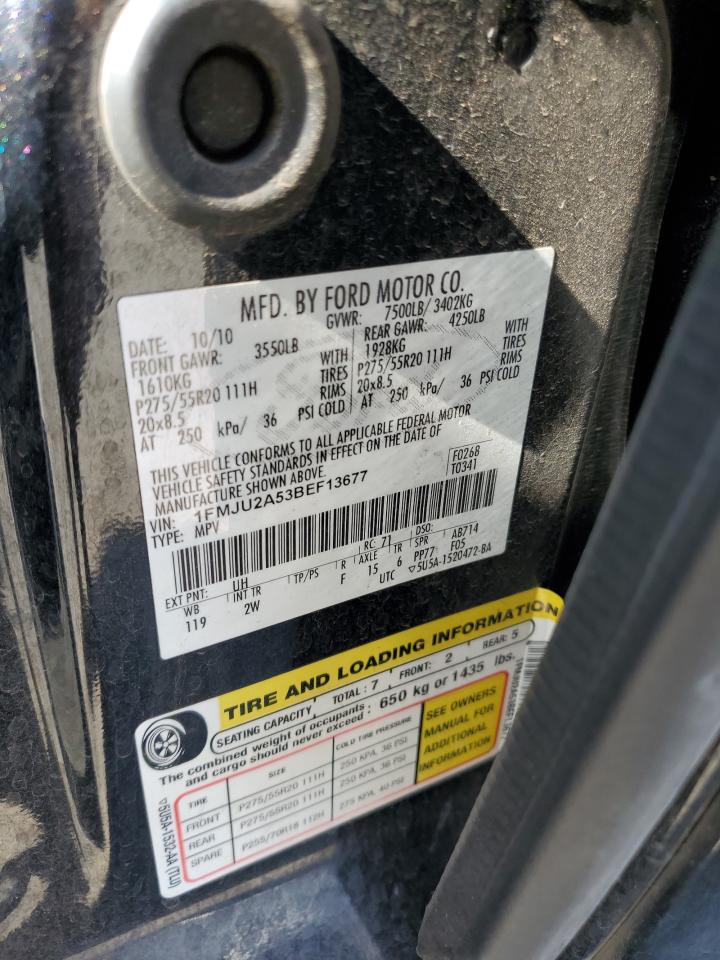 MFD. BY FORD MOTOR CO.
DATE: 10/10 GVWR: 7500LB/ 3402KG
FRONT GAWR: 3550LB REAR GAWR: 4250LB
1610KG WITH 1928KG WITH
P275/55R20 111H TIRES P275/55R20 111H TIRES
20x8.5 RIMS 20x8.5 RIMS
AT 250 kPa/ 36 PSI COLD AT 250 kPa/ 36 PSI COLD
THIS VEHICLE CONFORMS TO ALL APPLICABLE FEDERAL MOTOR
VEHICLE SAFETY STANDARDS IN EFFECT ON THE DATE OF
MANUFACTURE SHOWN ABOVE.
F0268
T0341
VIN: 1FMJU2A53BEF13677
TYPE: MPV
EXT PNT: UH RC: 71 DSO:
WB INT TR TP/PS R AXLE TR SPR AB714
119 2W F 15 6 PP77 F05
UTC ▽5U5A-1520472-BA
TIRE AND LOADING INFORMATION
SEATING CAPACITY TOTAL: 7 FRONT: 2 REAR: 5
The combined weight of occupants
and cargo should never exceed : 650 kg or 1435 lbs.
TIRE SIZE COLD TIRE PRESSURE
FRONT P275/55R20 111H 250 KPA, 36 PSI
REAR P275/55R20 111H 250 KPA, 36 PSI
SPARE P255/70R18 112H 275 KPA, 40 PSI
SEE OWNERS
MANUAL FOR
ADDITIONAL
INFORMATION
▽5U5A-1532-AA (TLU)